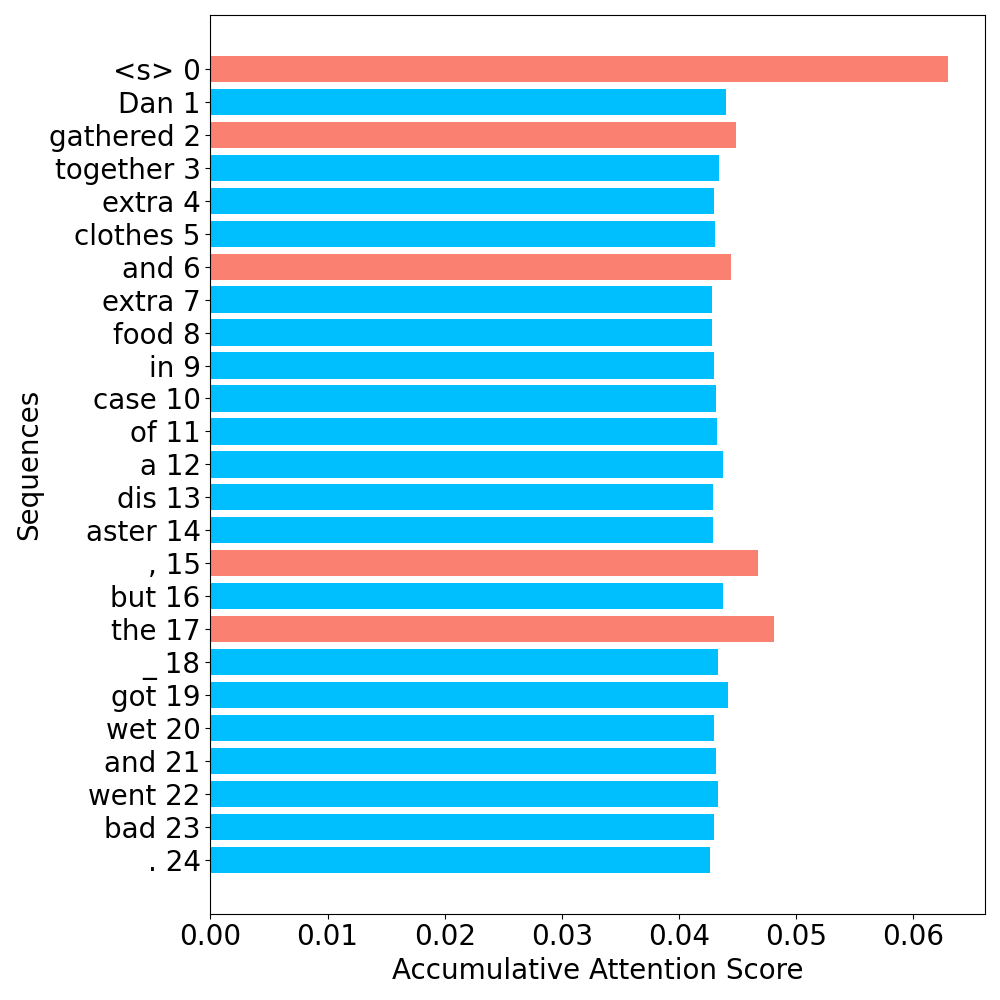 <s> 0
Dan 1
gathered 2
together 3
extra 4
clothes 5
and 6
extra 7
food 8
in 9
case 10
of 11
a 12
dis 13
aster 14
, 15
but 16
the 17
_ 18
got 19
wet 20
and 21
went 22
bad 23
. 24
Sequences
0.00 0.01 0.02 0.03 0.04 0.05 0.06
Accumulative Attention Score